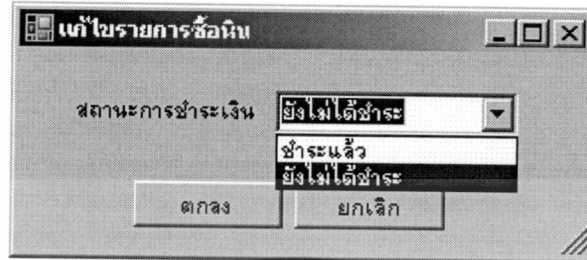 แก้ไขรายการซื้อนิน
สถานะการชำระเงิน ยังไม่ได้ชำระ
ชำระแล้ว
ยังไม่ได้ชำระ
ตกลง ยกเลิก